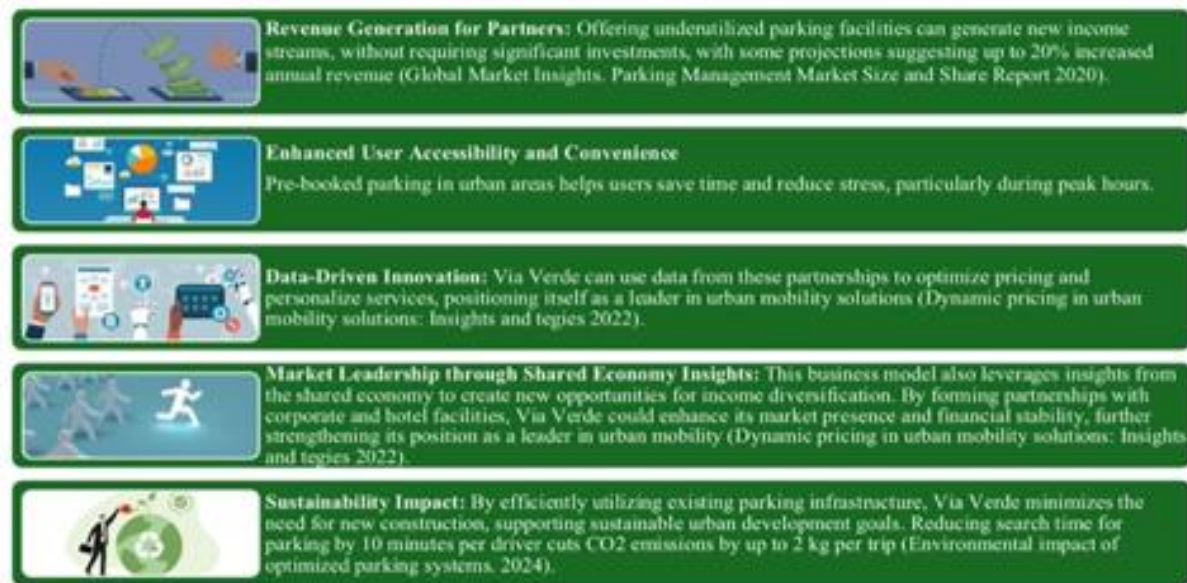 Revenue Generation for Partners: Offering underutilized parking facilities can generate new income
streams, without requiring significant investments, with some projections suggesting up to 20% increased
annual revenue (Global Market Insights. Parking Management Market Size and Share Report 2020).
Enhanced User Accessibility and Convenience
Pre-booked parking in urban areas helps users save time and reduce stress, particularly during peak hours.
Data-Driven Innovation: Via Verde can use data from these partnerships to optimize pricing and
personalize services, positioning itself as a leader in urban mobility solutions (Dynamic pricing in urban
mobility solutions: Insights and tegies 2022).
Market Leadership through Shared Economy Insights: This business model also leverages insights from
the shared economy to create new opportunities for income diversification. By forming partnerships with
corporate and hotel facilities, Via Verde could enhance its market presence and financial stability, further
strengthening its position as a leader in urban mobility (Dynamic pricing in urban mobility solutions: Insights
and tegies 2022).
Sustainability Impact: By efficiently utilizing existing parking infrastructure, Via Verde minimizes the
need for new construction, supporting sustainable urban development goals. Reducing search time for
parking by 10 minutes per driver cuts CO2 emissions by up to 2 kg per trip (Environmental impact of
optimized parking systems. 2024).